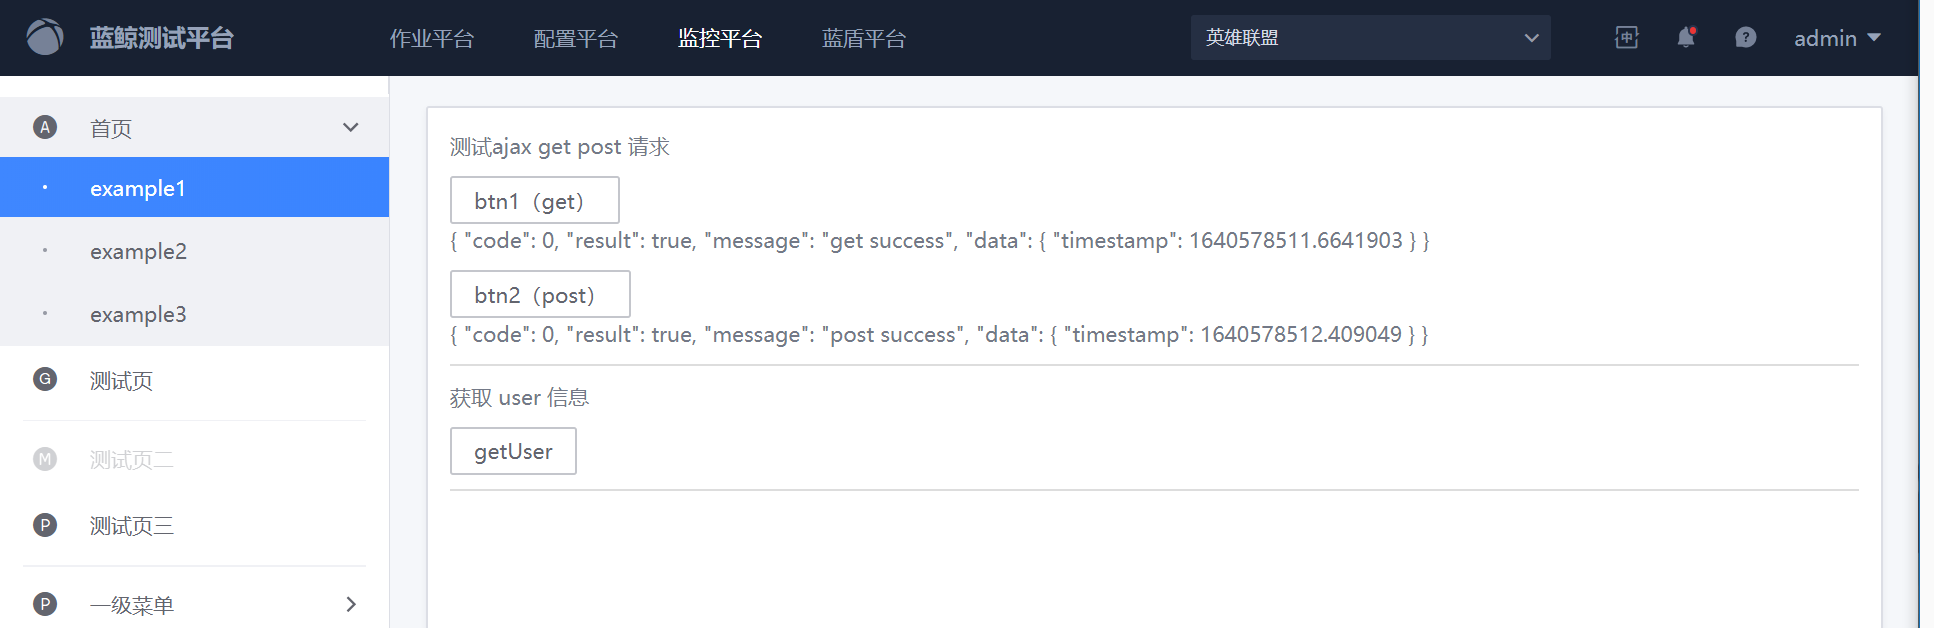 蓝鲸测试平台
作业平台 配置平台 监控平台 蓝盾平台
英雄联盟
中
?
admin
A 首页
example1
example2
example3
G 测试页
M 测试页二
P 测试页三
P 一级菜单
测试ajax get post 请求
btn1（get）
{ "code": 0, "result": true, "message": "get success", "data": { "timestamp": 1640578511.6641903 } }
btn2（post）
{ "code": 0, "result": true, "message": "post success", "data": { "timestamp": 1640578512.409049 } }
获取 user 信息
getUser